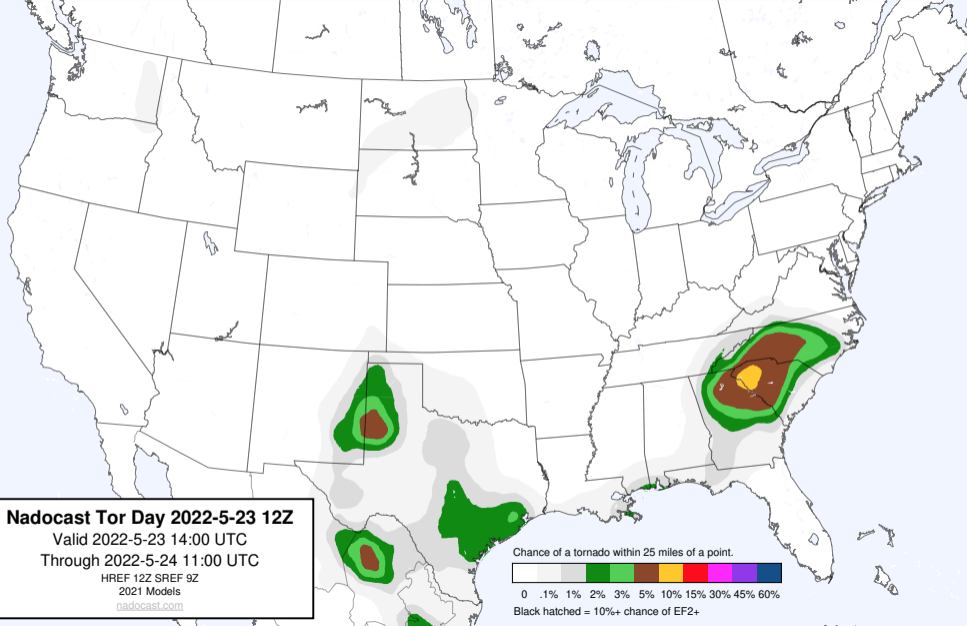 Nadocast Tor Day 2022-5-23 12Z
Valid 2022-5-23 14:00 UTC
Through 2022-5-24 11:00 UTC
HREF 12Z SREF 9Z
2021 Models
nadocast.com
Chance of a tornado within 25 miles of a point.
0 .1% 1% 2% 3% 5% 10% 15% 30% 45% 60%
Black hatched = 10%+ chance of EF2+